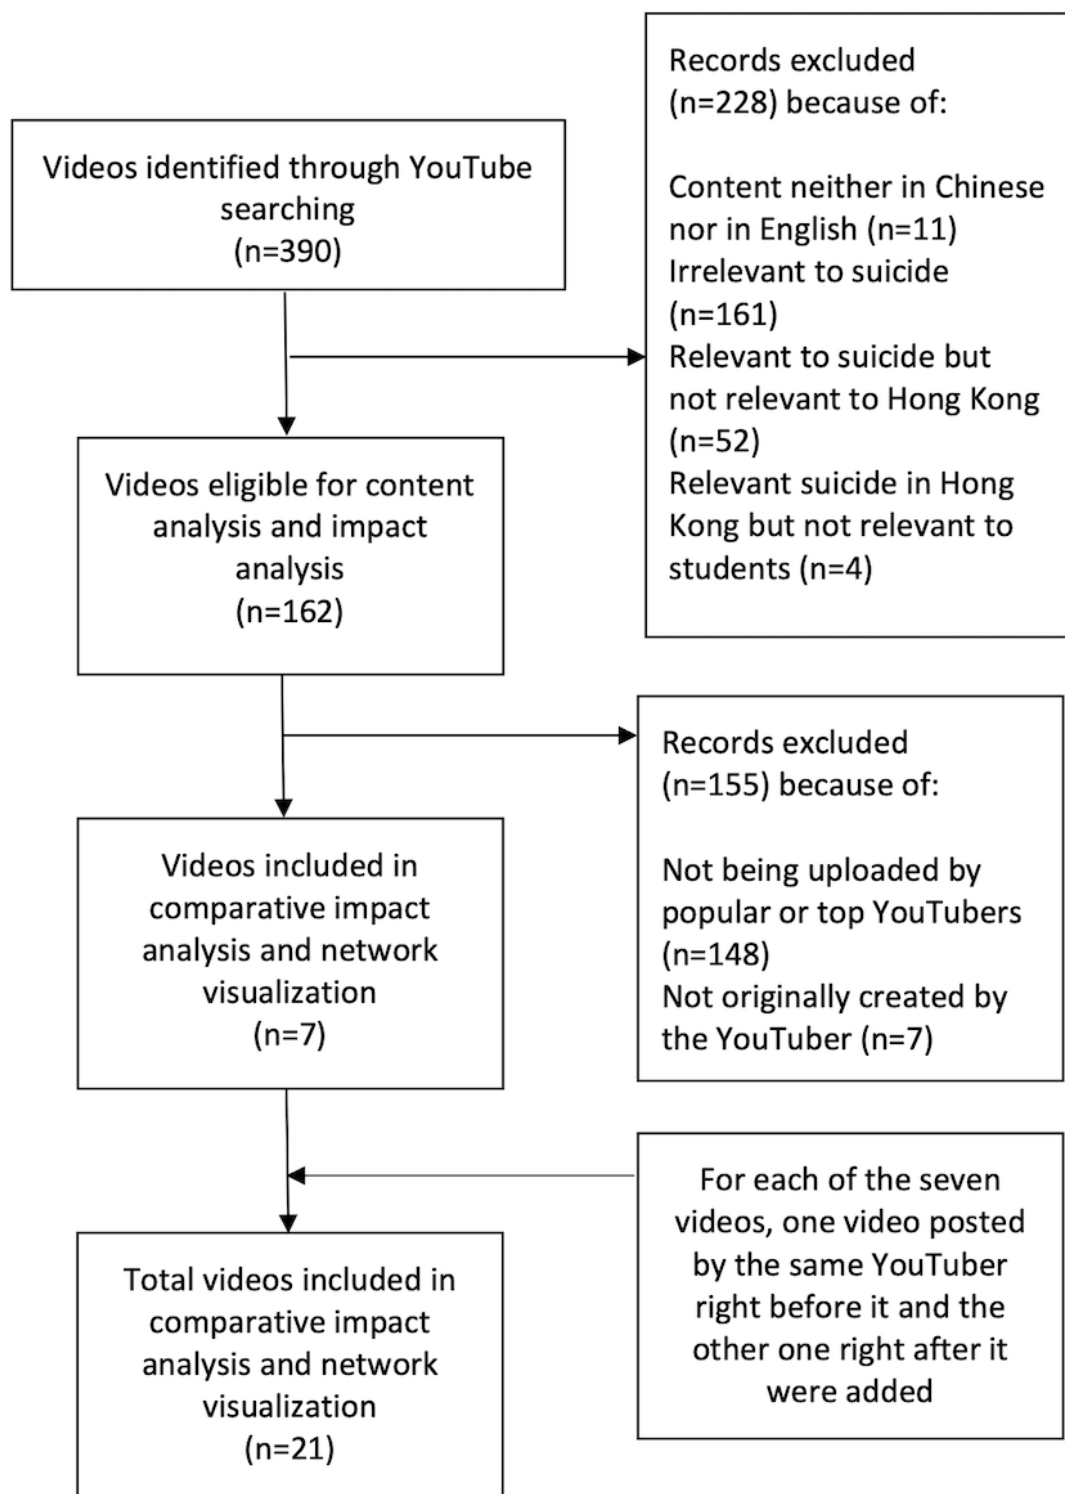 Videos identified through YouTube
searching
(n=390)
Records excluded
(n=228) because of:
Content neither in Chinese
nor in English (n=11)
Irrelevant to suicide
(n=161)
Relevant to suicide but
not relevant to Hong Kong
(n=52)
Relevant suicide in Hong
Kong but not relevant to
students (n=4)
Videos eligible for content
analysis and impact
analysis
(n=162)
Records excluded
(n=155) because of:
Not being uploaded by
popular or top YouTubers
(n=148)
Not originally created by
the YouTuber (n=7)
Videos included in
comparative impact
analysis and network
visualization
(n=7)
For each of the seven
videos, one video posted
by the same YouTuber
right before it and the
other one right after it
were added
Total videos included in
comparative impact
analysis and network
visualization
(n=21)